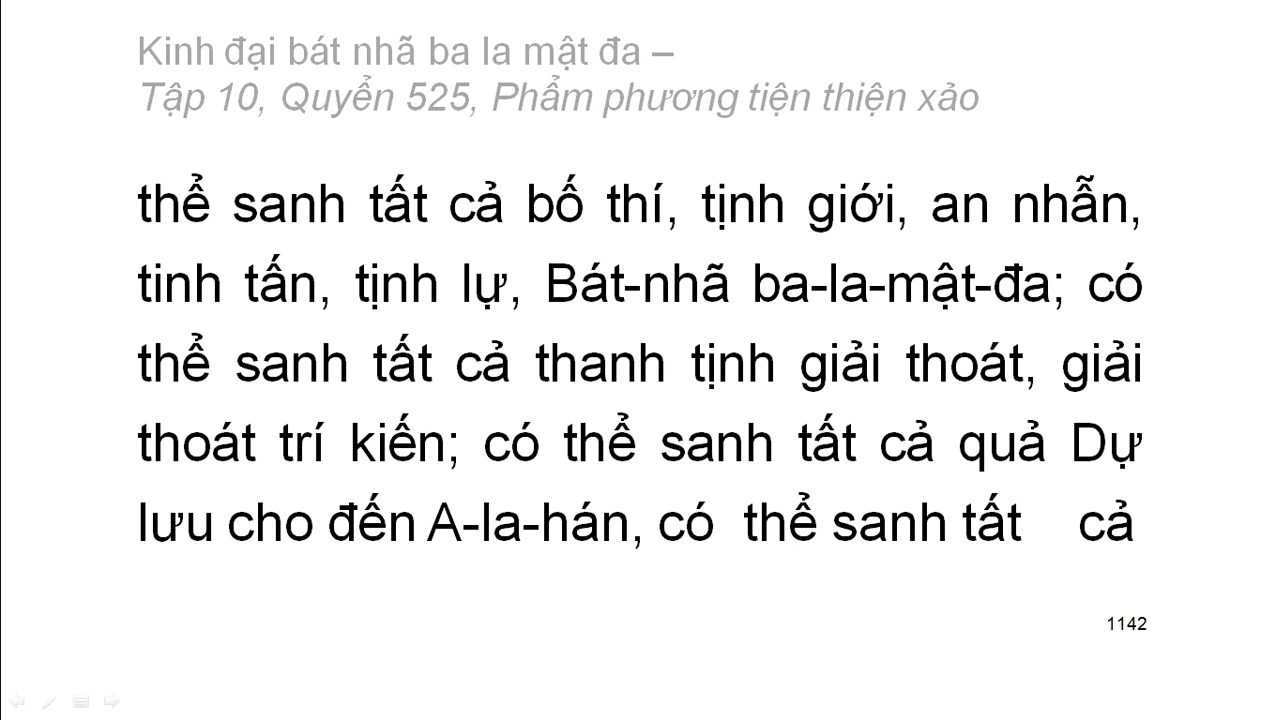 Kinh đại bát nhã ba la mật đa –
Tập 10, Quyển 525, Phẩm phương tiện thiện xảo
thể sanh tất cả bố thí, tịnh giới, an nhẫn,
tinh tấn, tịnh lự, Bát-nhã ba-la-mật-đa; có
thể sanh tất cả thanh tịnh giải thoát, giải
thoát trí kiến; có thể sanh tất cả quả Dự
lưu cho đến A-la-hán, có thể sanh tất cả
1142